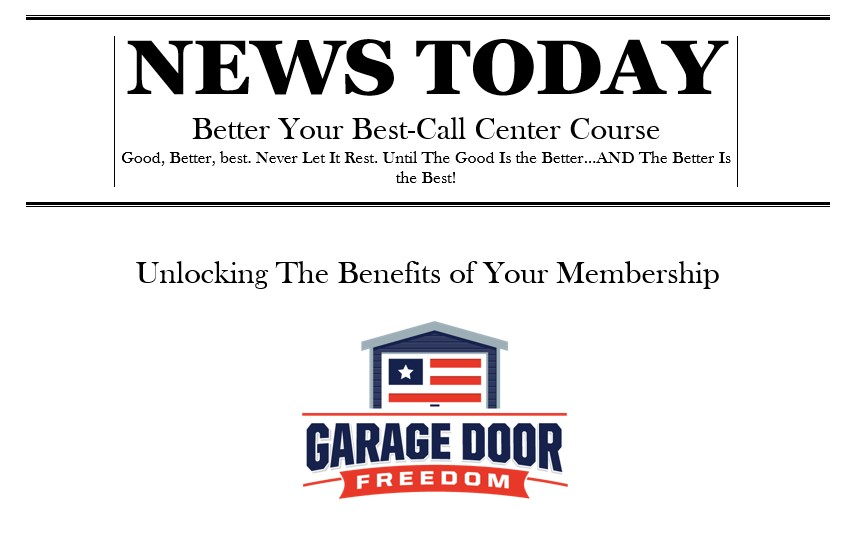 NEWS TODAY
Better Your Best-Call Center Course
Good, Better, best. Never Let It Rest. Until The Good Is the Better...AND The Better Is
the Best!
Unlocking The Benefits of Your Membership
GARAGE DOOR
FREEDOM